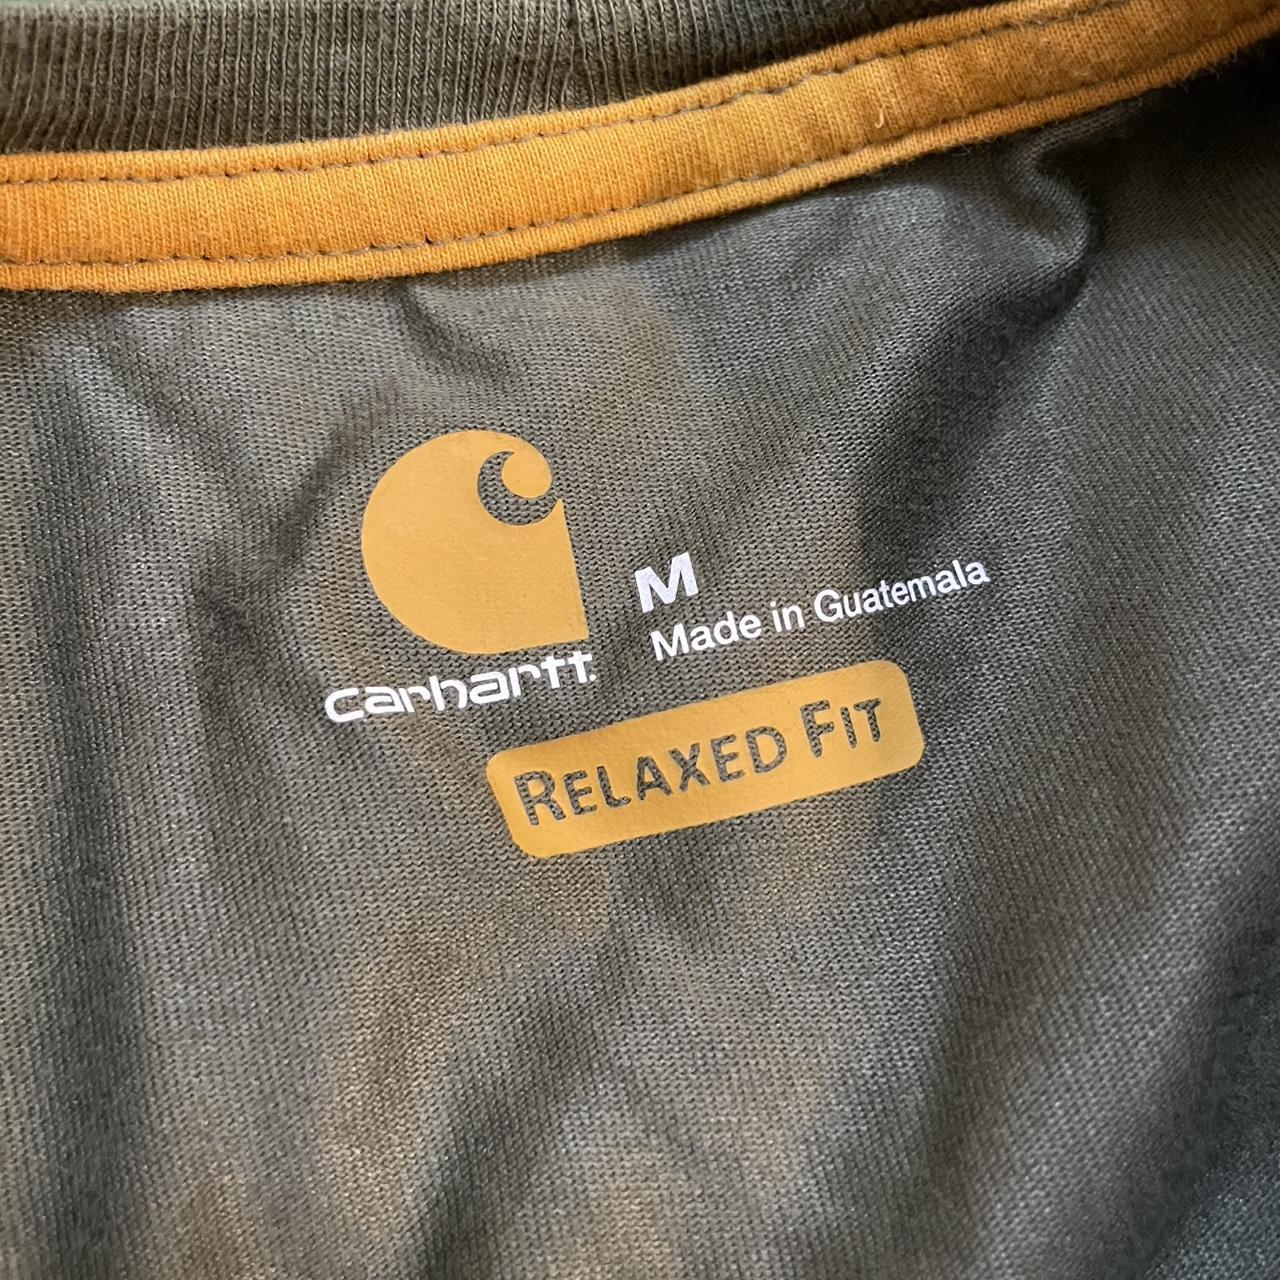 carhartt.
M
Made in Guatemala
RELAXED FIT